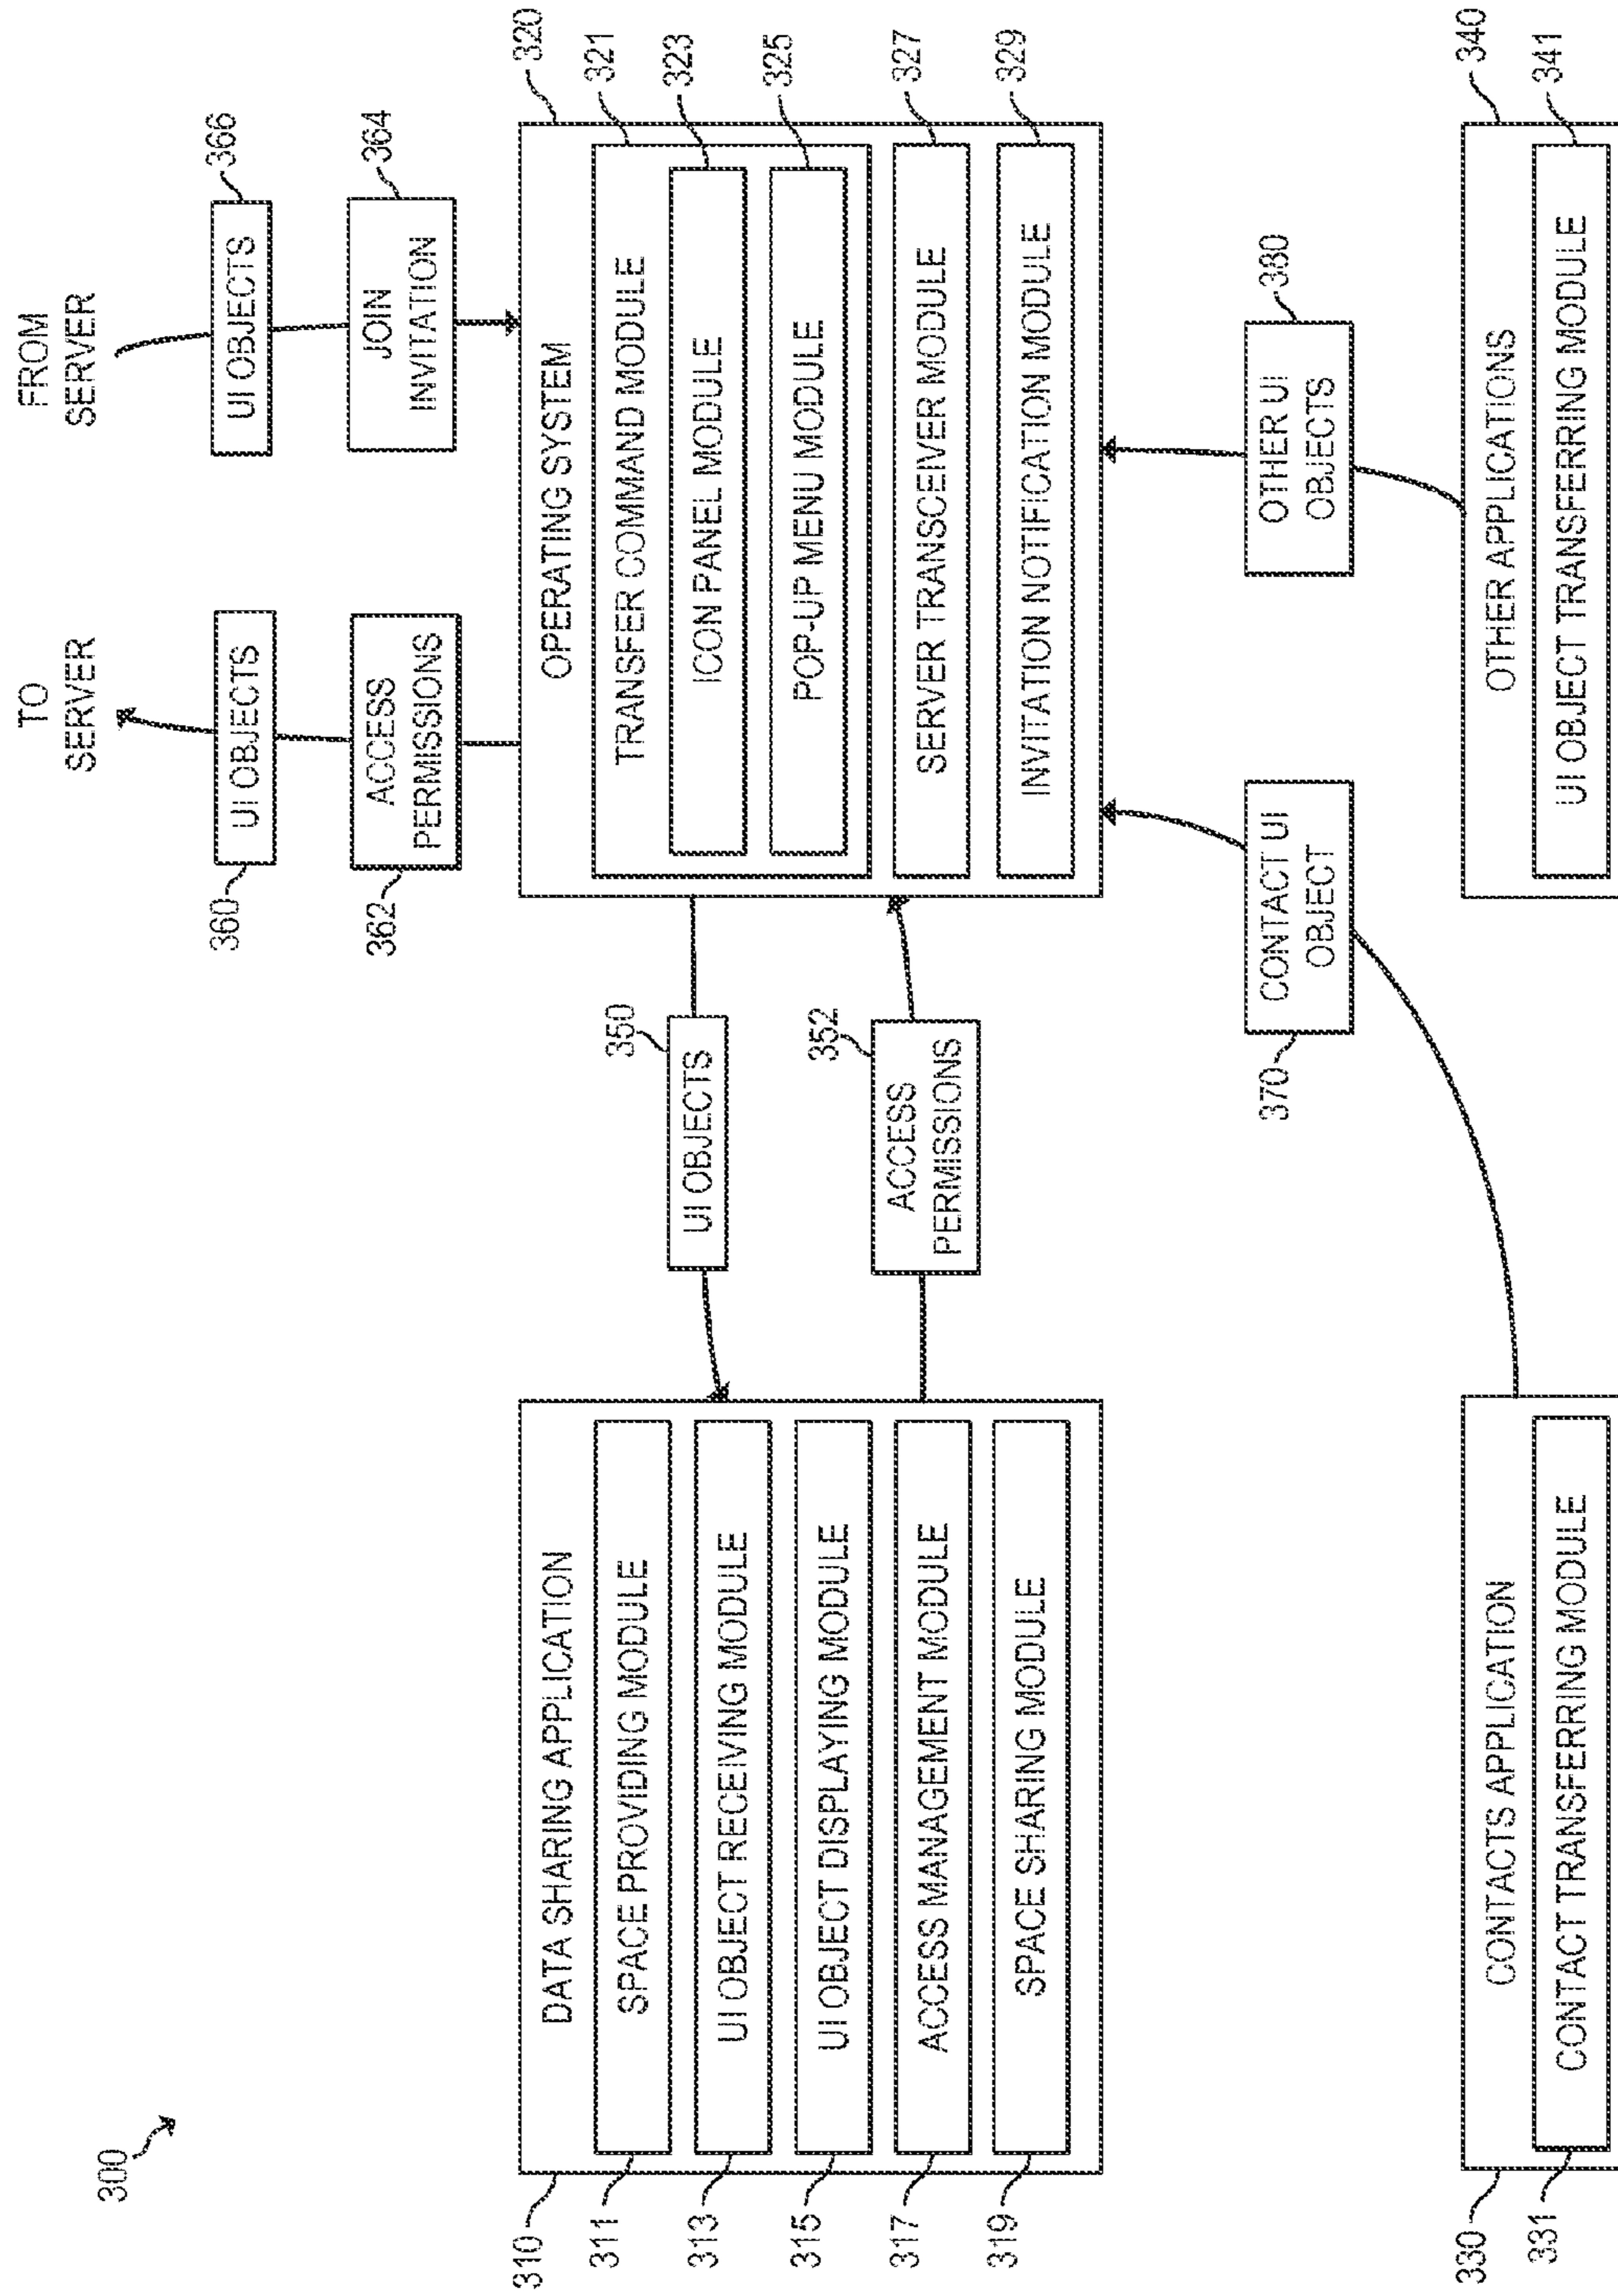 300
TO
SERVER
FROM
SERVER
360
UI OBJECTS
UI OBJECTS
366
362
ACCESS
PERMISSIONS
JOIN
INVITATION
364
310
DATA SHARING APPLICATION
311
SPACE PROVIDING MODULE
313
UI OBJECT RECEIVING MODULE
315
UI OBJECT DISPLAYING MODULE
317
ACCESS MANAGEMENT MODULE
319
SPACE SHARING MODULE
350
UI OBJECTS
352
ACCESS
PERMISSIONS
OPERATING SYSTEM
320
TRANSFER COMMAND MODULE
321
ICON PANEL MODULE
323
POP-UP MENU MODULE
325
SERVER TRANSCEIVER MODULE
327
INVITATION NOTIFICATION MODULE
329
370
CONTACT UI
OBJECT
OTHER UI
OBJECTS
380
330
CONTACTS APPLICATION
331
CONTACT TRANSFERRING MODULE
OTHER APPLICATIONS
340
UI OBJECT TRANSFERRING MODULE
341